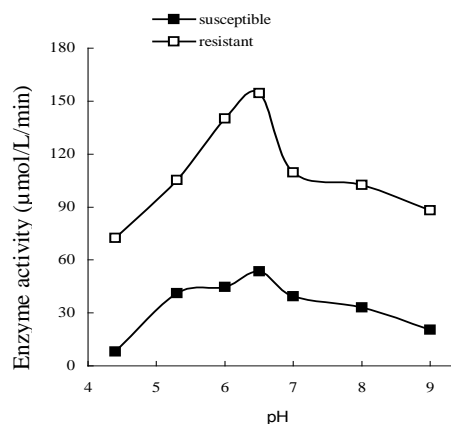 susceptible
resistant
Enzyme activity (μmol/L/min)
180
150
120
90
60
30
0
4 5 6 7 8 9
pH